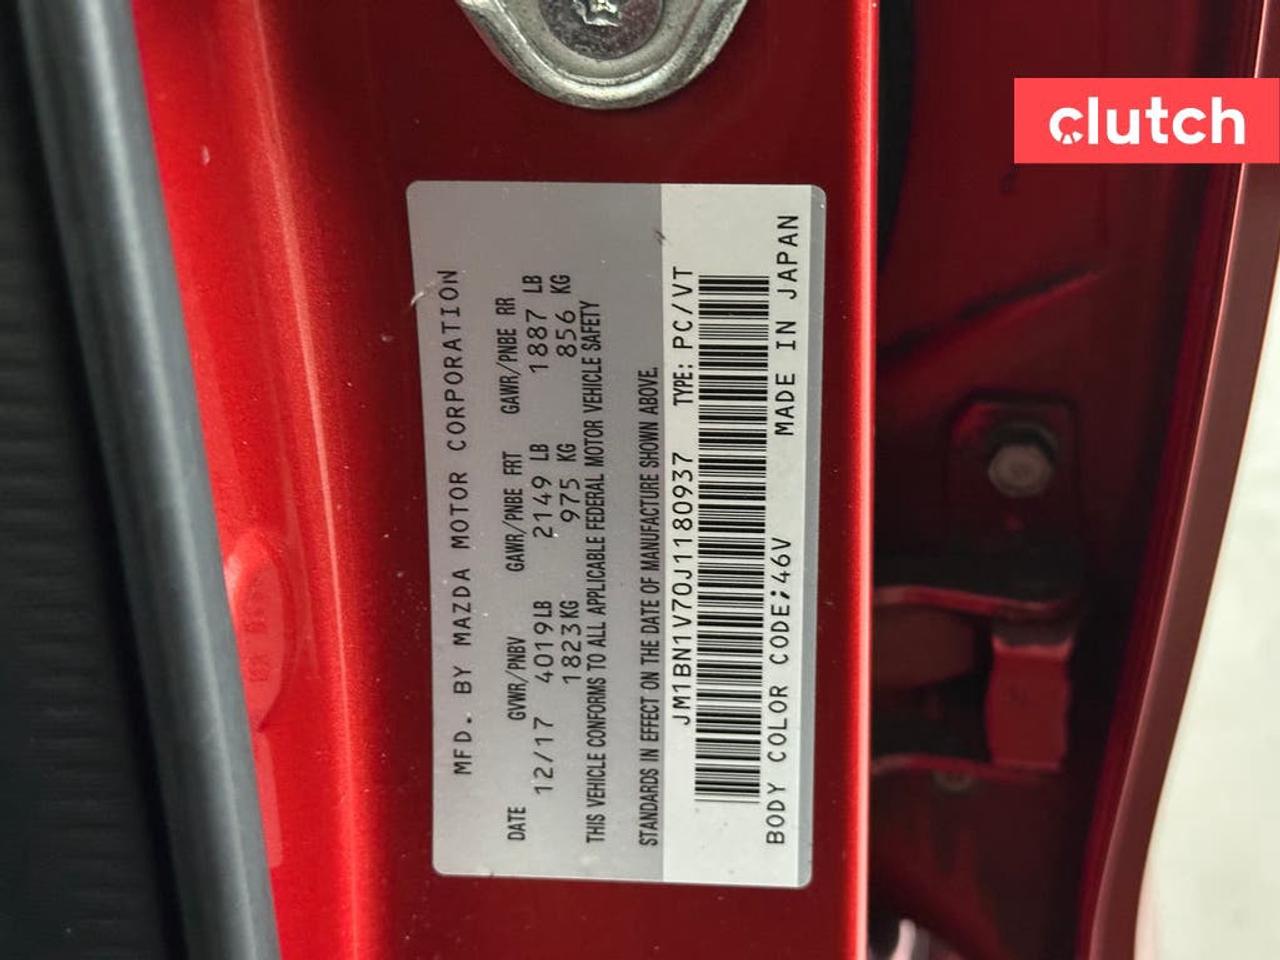 clutch
MFD. BY MAZDA MOTOR CORPORATION
DATE GVWR/PNBV GAWR/PNBE FRT GAWR/PNBE RR
12/17 4019LB 2149 LB 1887 LB
1823KG 975 KG 856 KG
THIS VEHICLE CONFORMS TO ALL APPLICABLE FEDERAL MOTOR VEHICLE SAFETY
STANDARDS IN EFFECT ON THE DATE OF MANUFACTURE SHOWN ABOVE.
JM1BN1V70J1180937 TYPE: PC/VT
BODY COLOR CODE;46V MADE IN JAPAN